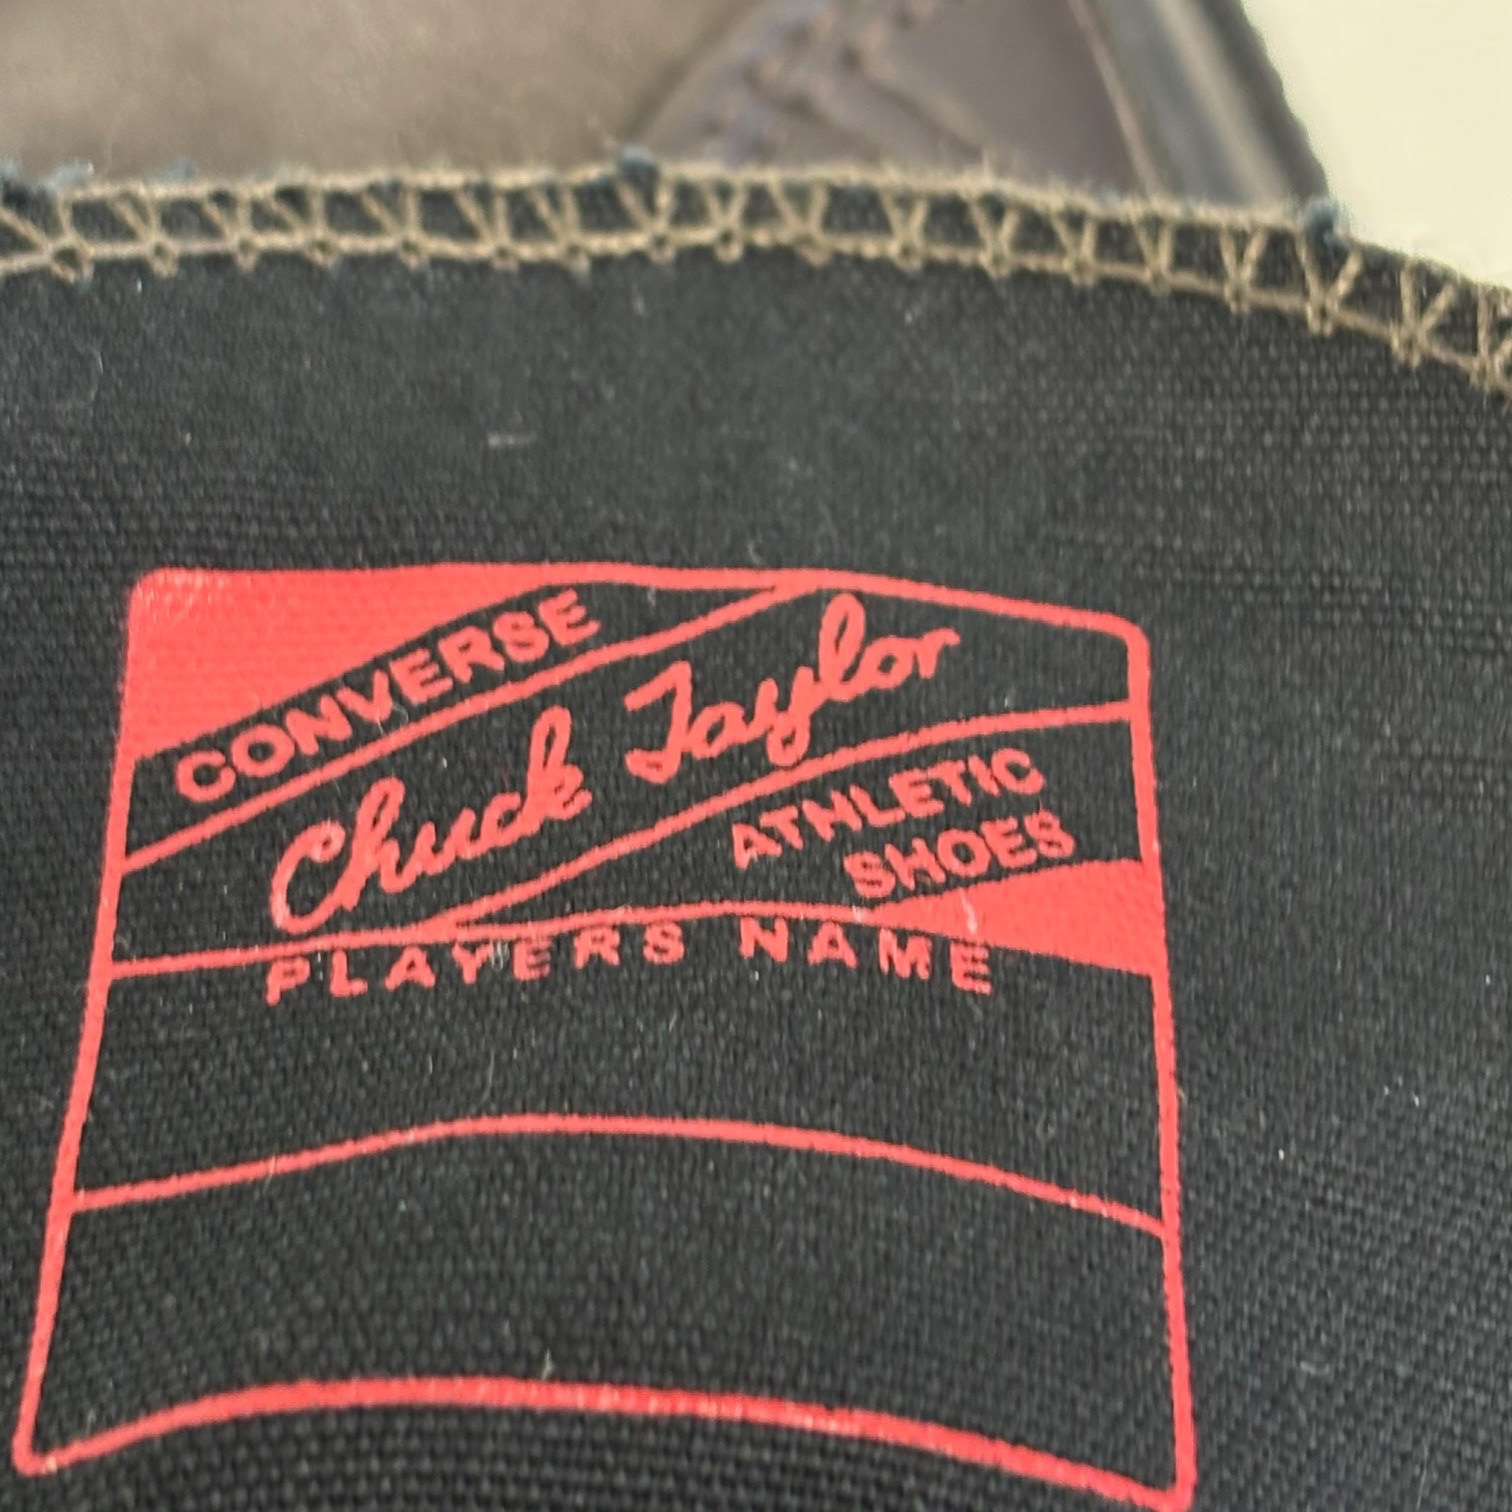 CONVERSE
Chuck Taylor
ATHLETIC
SHOES
PLAYERS NAME